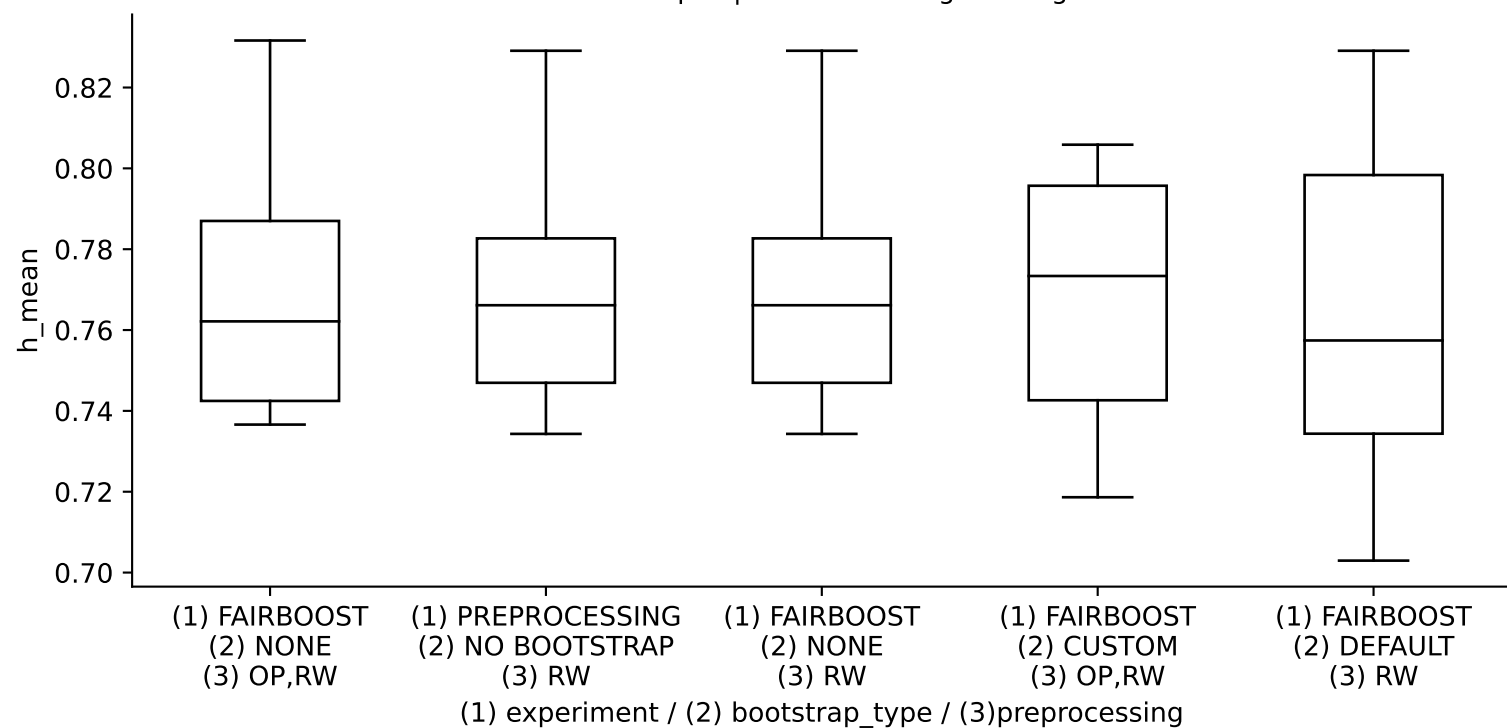 0.82
0.80
0.78
0.76
0.74
0.72
0.70
h_mean
(1) FAIRBOOST
(2) NONE
(3) OP,RW
(1) PREPROCESSING
(2) NO BOOTSTRAP
(3) RW
(1) FAIRBOOST
(2) NONE
(3) RW
(1) FAIRBOOST
(2) CUSTOM
(3) OP,RW
(1) FAIRBOOST
(2) DEFAULT
(3) RW
(1) experiment / (2) bootstrap_type / (3)preprocessing